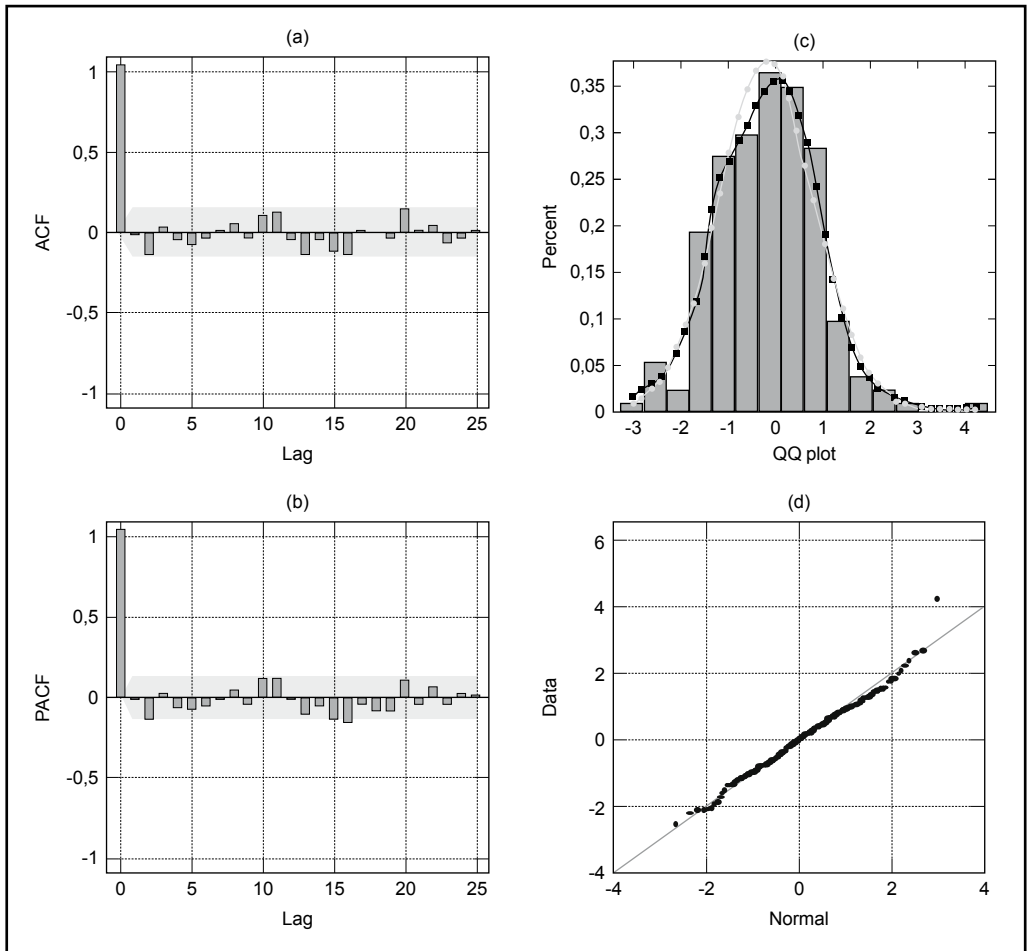 (a)
1
0,5
0
-0,5
-1
ACF
0 5 10 15 20 25
Lag
(b)
1
0,5
0
-0,5
-1
PACF
0 5 10 15 20 25
Lag
(c)
0,35
0,3
0,25
0,2
0,15
0,1
0,05
0
Percent
-3 -2 -1 0 1 2 3 4
QQ plot
(d)
6
4
2
0
-2
-4
Data
-4 -2 0 2 4
Normal